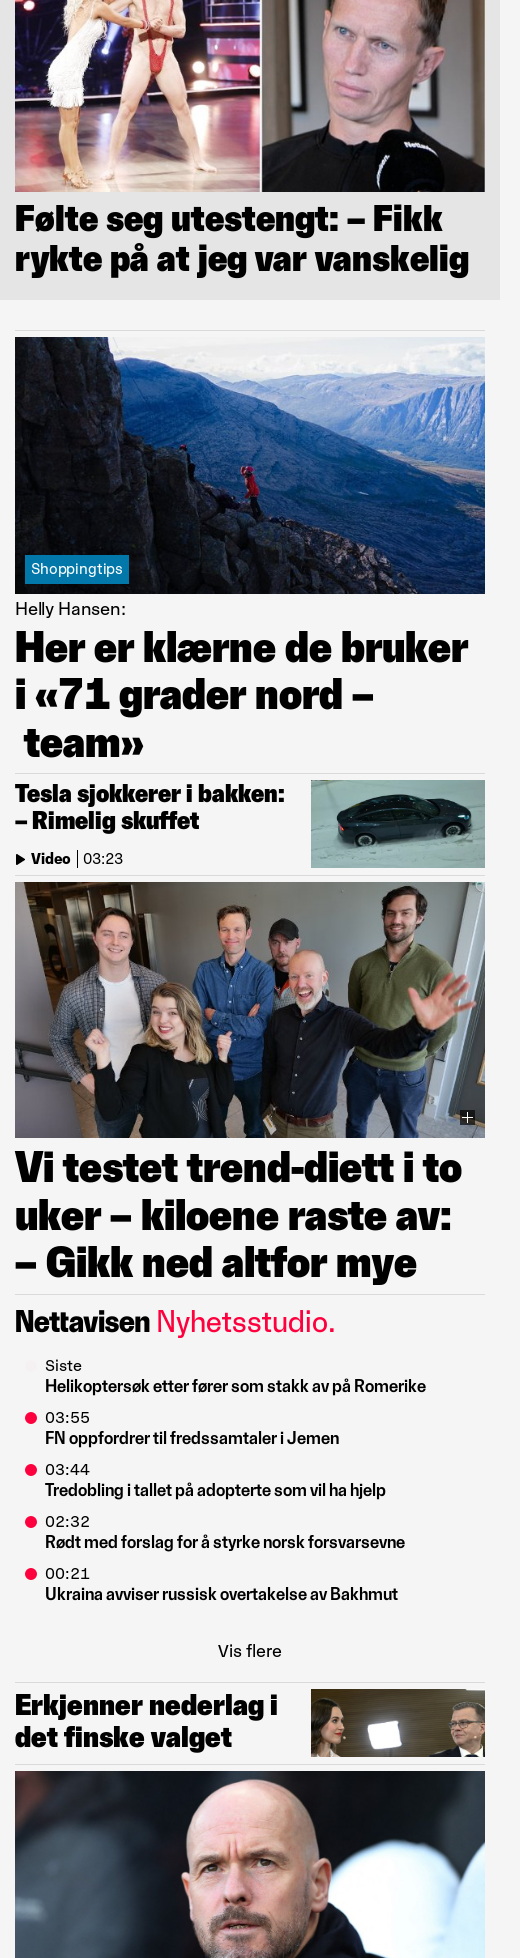 Følte seg utestengt: – Fikk
rykte på at jeg var vanskelig
Shoppingtips
Helly Hansen:
Her er klærne de bruker
i «71 grader nord –
team»
Tesla sjokkerer i bakken:
– Rimelig skuffet
Video | 03:23
Vi testet trend-diett i to
uker – kiloene raste av:
– Gikk ned altfor mye
Nettavisen Nyhetsstudio.
Siste
Helikoptersøk etter fører som stakk av på Romerike
03:55
FN oppfordrer til fredssamtaler i Jemen
03:44
Tredobling i tallet på adopterte som vil ha hjelp
02:32
Rødt med forslag for å styrke norsk forsvarsevne
00:21
Ukraina avviser russisk overtakelse av Bakhmut
Vis flere
Erkjenner nederlag i
det finske valget